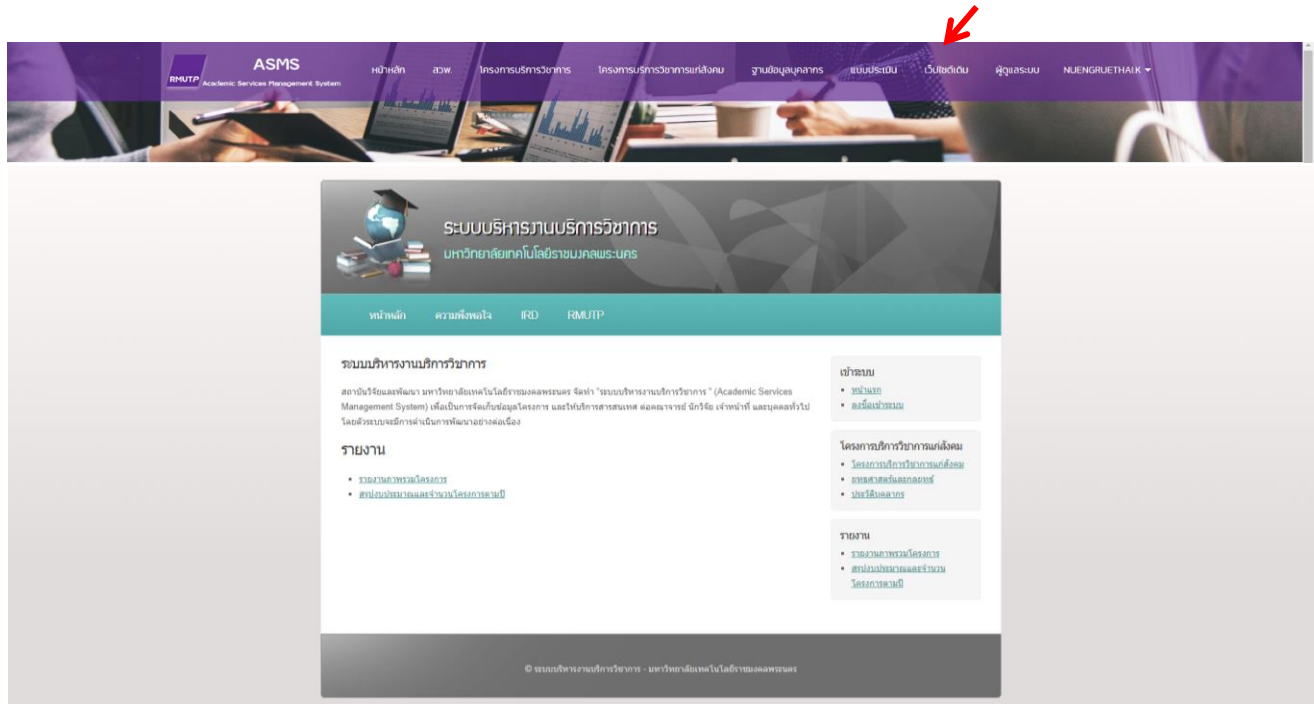 ASMS
RMUTP Academic Services Management System
หน้าหลัก สวพ. โครงการบริการวิชาการ โครงการบริการวิชาการแก่สังคม ฐานข้อมูลบุคลากร แบบประเมิน เว็บไซต์เดิม ผู้ดูแลระบบ NUENGRUETHAI.K
ระบบบริหารงานบริการวิชาการ
มหาวิทยาลัยเทคโนโลยีราชมงคลพระนคร
หน้าหลัก ความพึงพอใจ IRD RMUTP
ระบบบริหารงานบริการวิชาการ
สถาบันวิจัยและพัฒนา มหาวิทยาลัยเทคโนโลยีราชมงคลพระนคร จัดทำ "ระบบบริหารงานบริการวิชาการ " (Academic Services
Management System) เพื่อเป็นการจัดเก็บข้อมูลโครงการ และให้บริการสารสนเทศ ต่อคณาจารย์ นักวิจัย เจ้าหน้าที่ และบุคคลทั่วไป
โดยตัวระบบจะมีการดำเนินการพัฒนาอย่างต่อเนื่อง
รายงาน
รายงานภาพรวมโครงการ
สรุปงบประมาณและจำนวนโครงการตามปี
เข้าระบบ
หน้าแรก
ลงชื่อเข้าระบบ
โครงการบริการวิชาการแก่สังคม
โครงการบริการวิชาการแก่สังคม
ยุทธศาสตร์และกลยุทธ์
ประวัติบุคลากร
รายงาน
รายงานภาพรวมโครงการ
สรุปงบประมาณและจำนวน
โครงการตามปี
© ระบบบริหารงานบริการวิชาการ - มหาวิทยาลัยเทคโนโลยีราชมงคลพระนคร